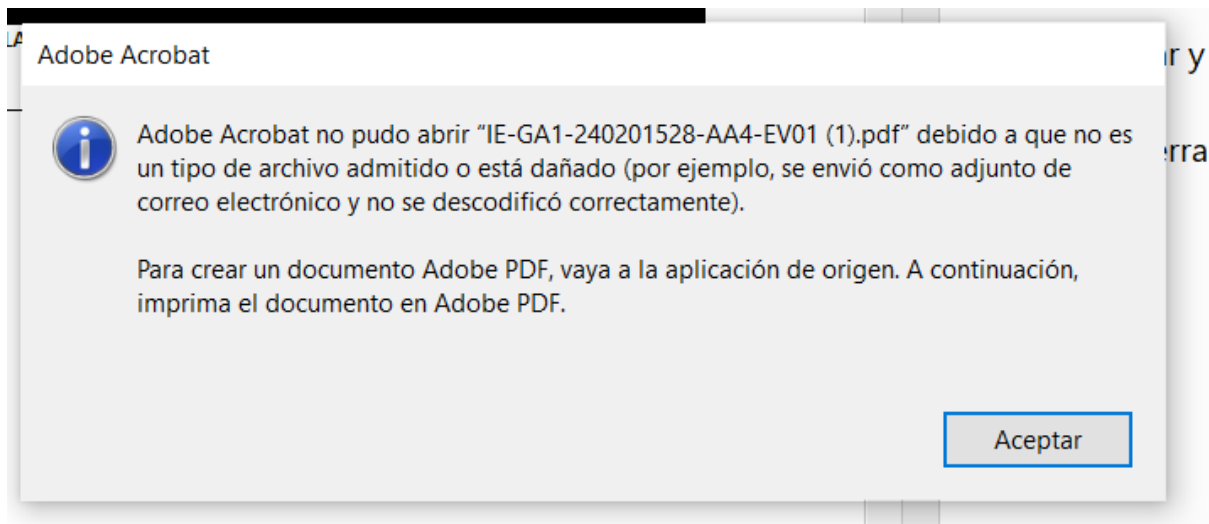 LA
Adobe Acrobat
ar y
Adobe Acrobat no pudo abrir “IE-GA1-240201528-AA4-EV01 (1).pdf” debido a que no es
un tipo de archivo admitido o está dañado (por ejemplo, se envió como adjunto de
erra
correo electrónico y no se descodificó correctamente).
Para crear un documento Adobe PDF, vaya a la aplicación de origen. A continuación,
imprima el documento en Adobe PDF.
Aceptar